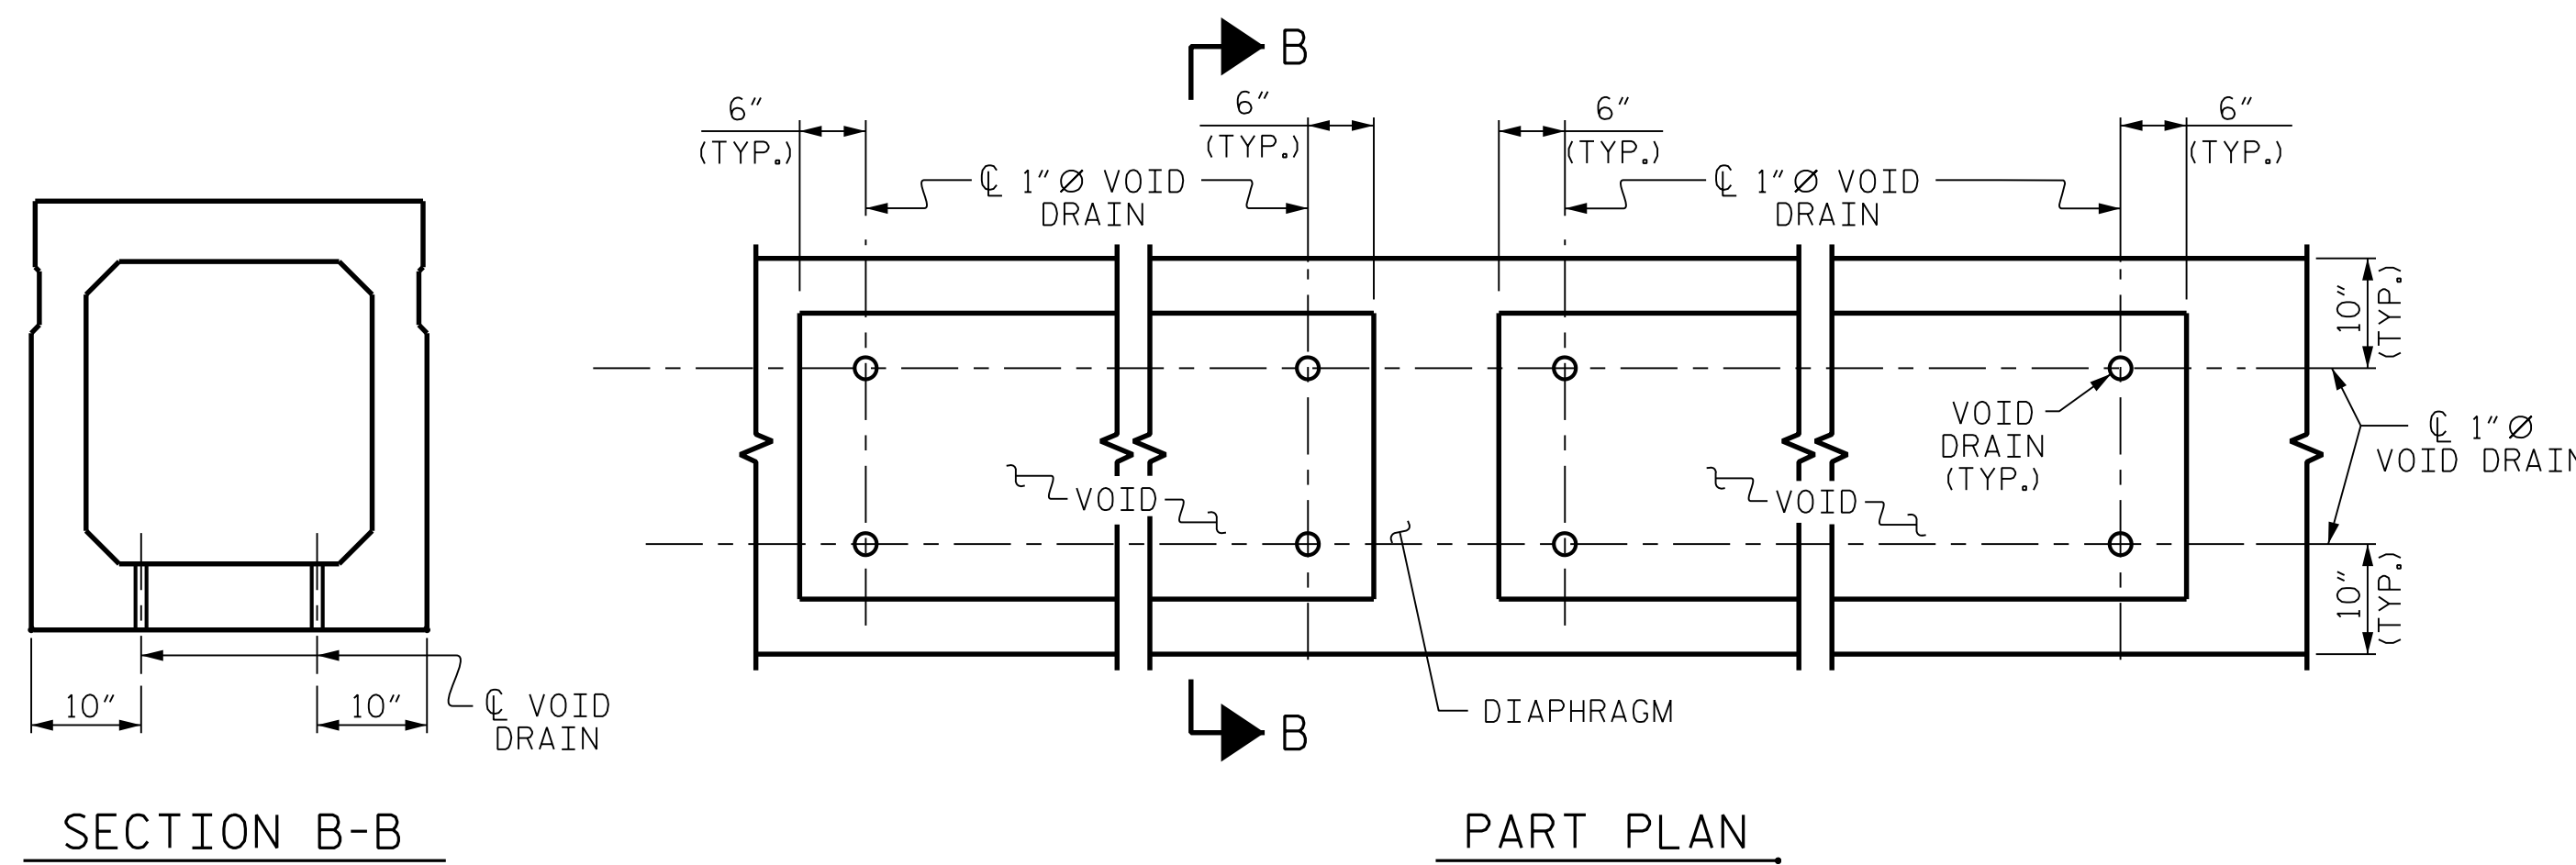 B
6"
(TYP.)
6"
(TYP.)
6"
(TYP.)
6"
(TYP.)
℄ 1"Ø VOID
DRAIN
℄ 1"Ø VOID
DRAIN
10"
(TYP.)
VOID
DRAIN
(TYP.)
℄ 1"Ø
VOID DRAIN
VOID
VOID
10"
(TYP.)
10"
10"
℄ VOID
DRAIN
DIAPHRAGM
B
SECTION B-B
PART PLAN